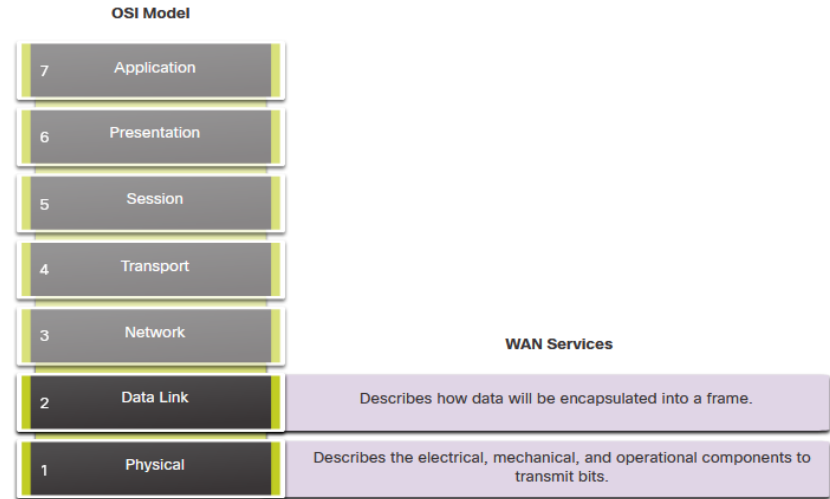 OSI Model
7 Application
6 Presentation
5 Session
4 Transport
3 Network
WAN Services
2 Data Link
Describes how data will be encapsulated into a frame.
1 Physical
Describes the electrical, mechanical, and operational components to
transmit bits.